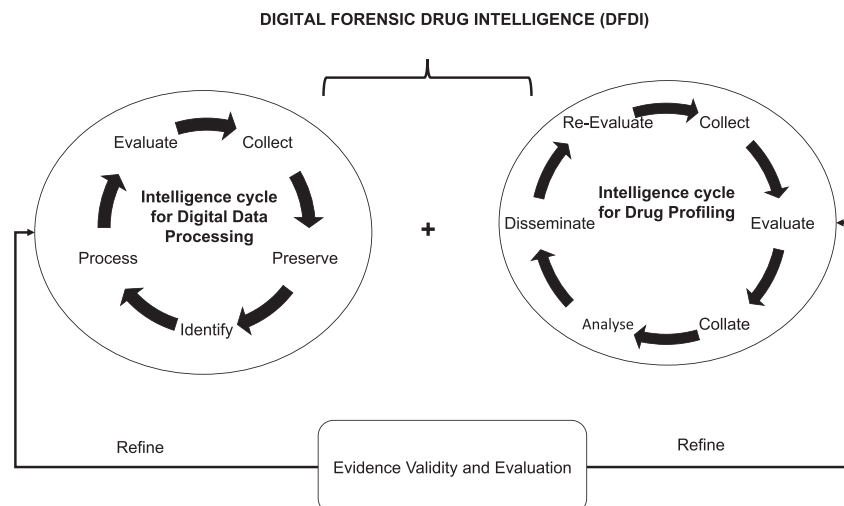 DIGITAL FORENSIC DRUG INTELLIGENCE (DFDI)
Evaluate
Collect
Intelligence cycle
for Digital Data
Processing
Process
Preserve
Identify
+
Re-Evaluate
Collect
Intelligence cycle
for Drug Profiling
Disseminate
Evaluate
Analyse
Collate
Refine
Evidence Validity and Evaluation
Refine